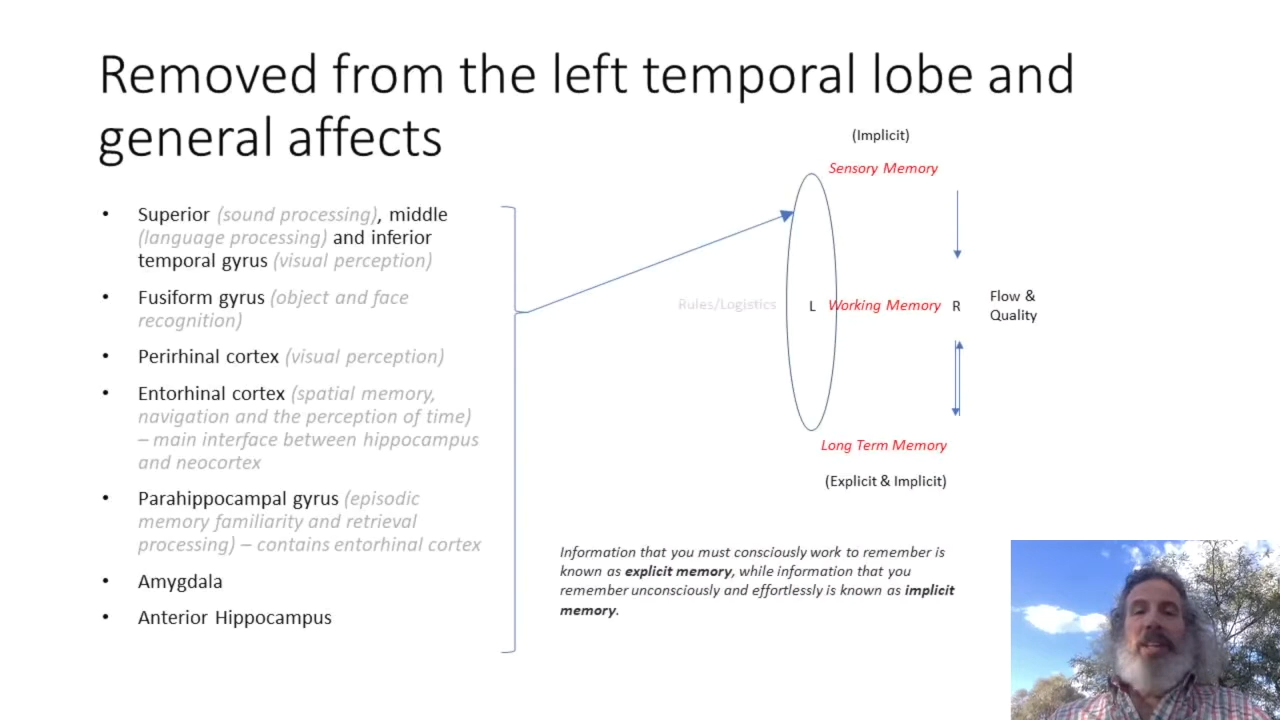 Removed from the left temporal lobe and
general affects
• Superior (sound processing), middle
(language processing) and inferior
temporal gyrus (visual perception)
• Fusiform gyrus (object and face
recognition)
• Perirhinal cortex (visual perception)
• Entorhinal cortex (spatial memory,
navigation and the perception of time)
– main interface between hippocampus
and neocortex
• Parahippocampal gyrus (episodic
memory familiarity and retrieval
processing) – contains entorhinal cortex
• Amygdala
• Anterior Hippocampus
(Implicit)
Sensory Memory
Rules/Logistics
L
Working Memory
R
Flow &
Quality
Long Term Memory
(Explicit & Implicit)
Information that you must consciously work to remember is
known as explicit memory, while information that you
remember unconsciously and effortlessly is known as implicit
memory.